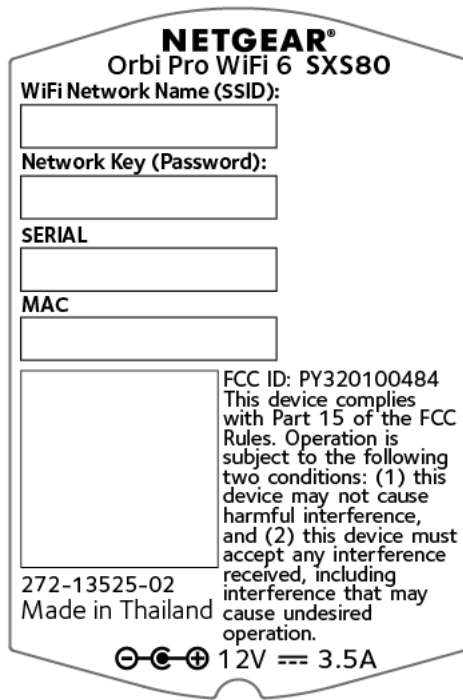 NETGEAR®
Orbi Pro WiFi 6 SXS80
WiFi Network Name (SSID):
Network Key (Password):
SERIAL
MAC
FCC ID: PY320100484
This device complies
with Part 15 of the FCC
Rules. Operation is
subject to the following
two conditions: (1) this
device may not cause
harmful interference,
and (2) this device must
accept any interference
received, including
interference that may
cause undesired
operation.
272-13525-02
Made in Thailand
12V ⎓ 3.5A